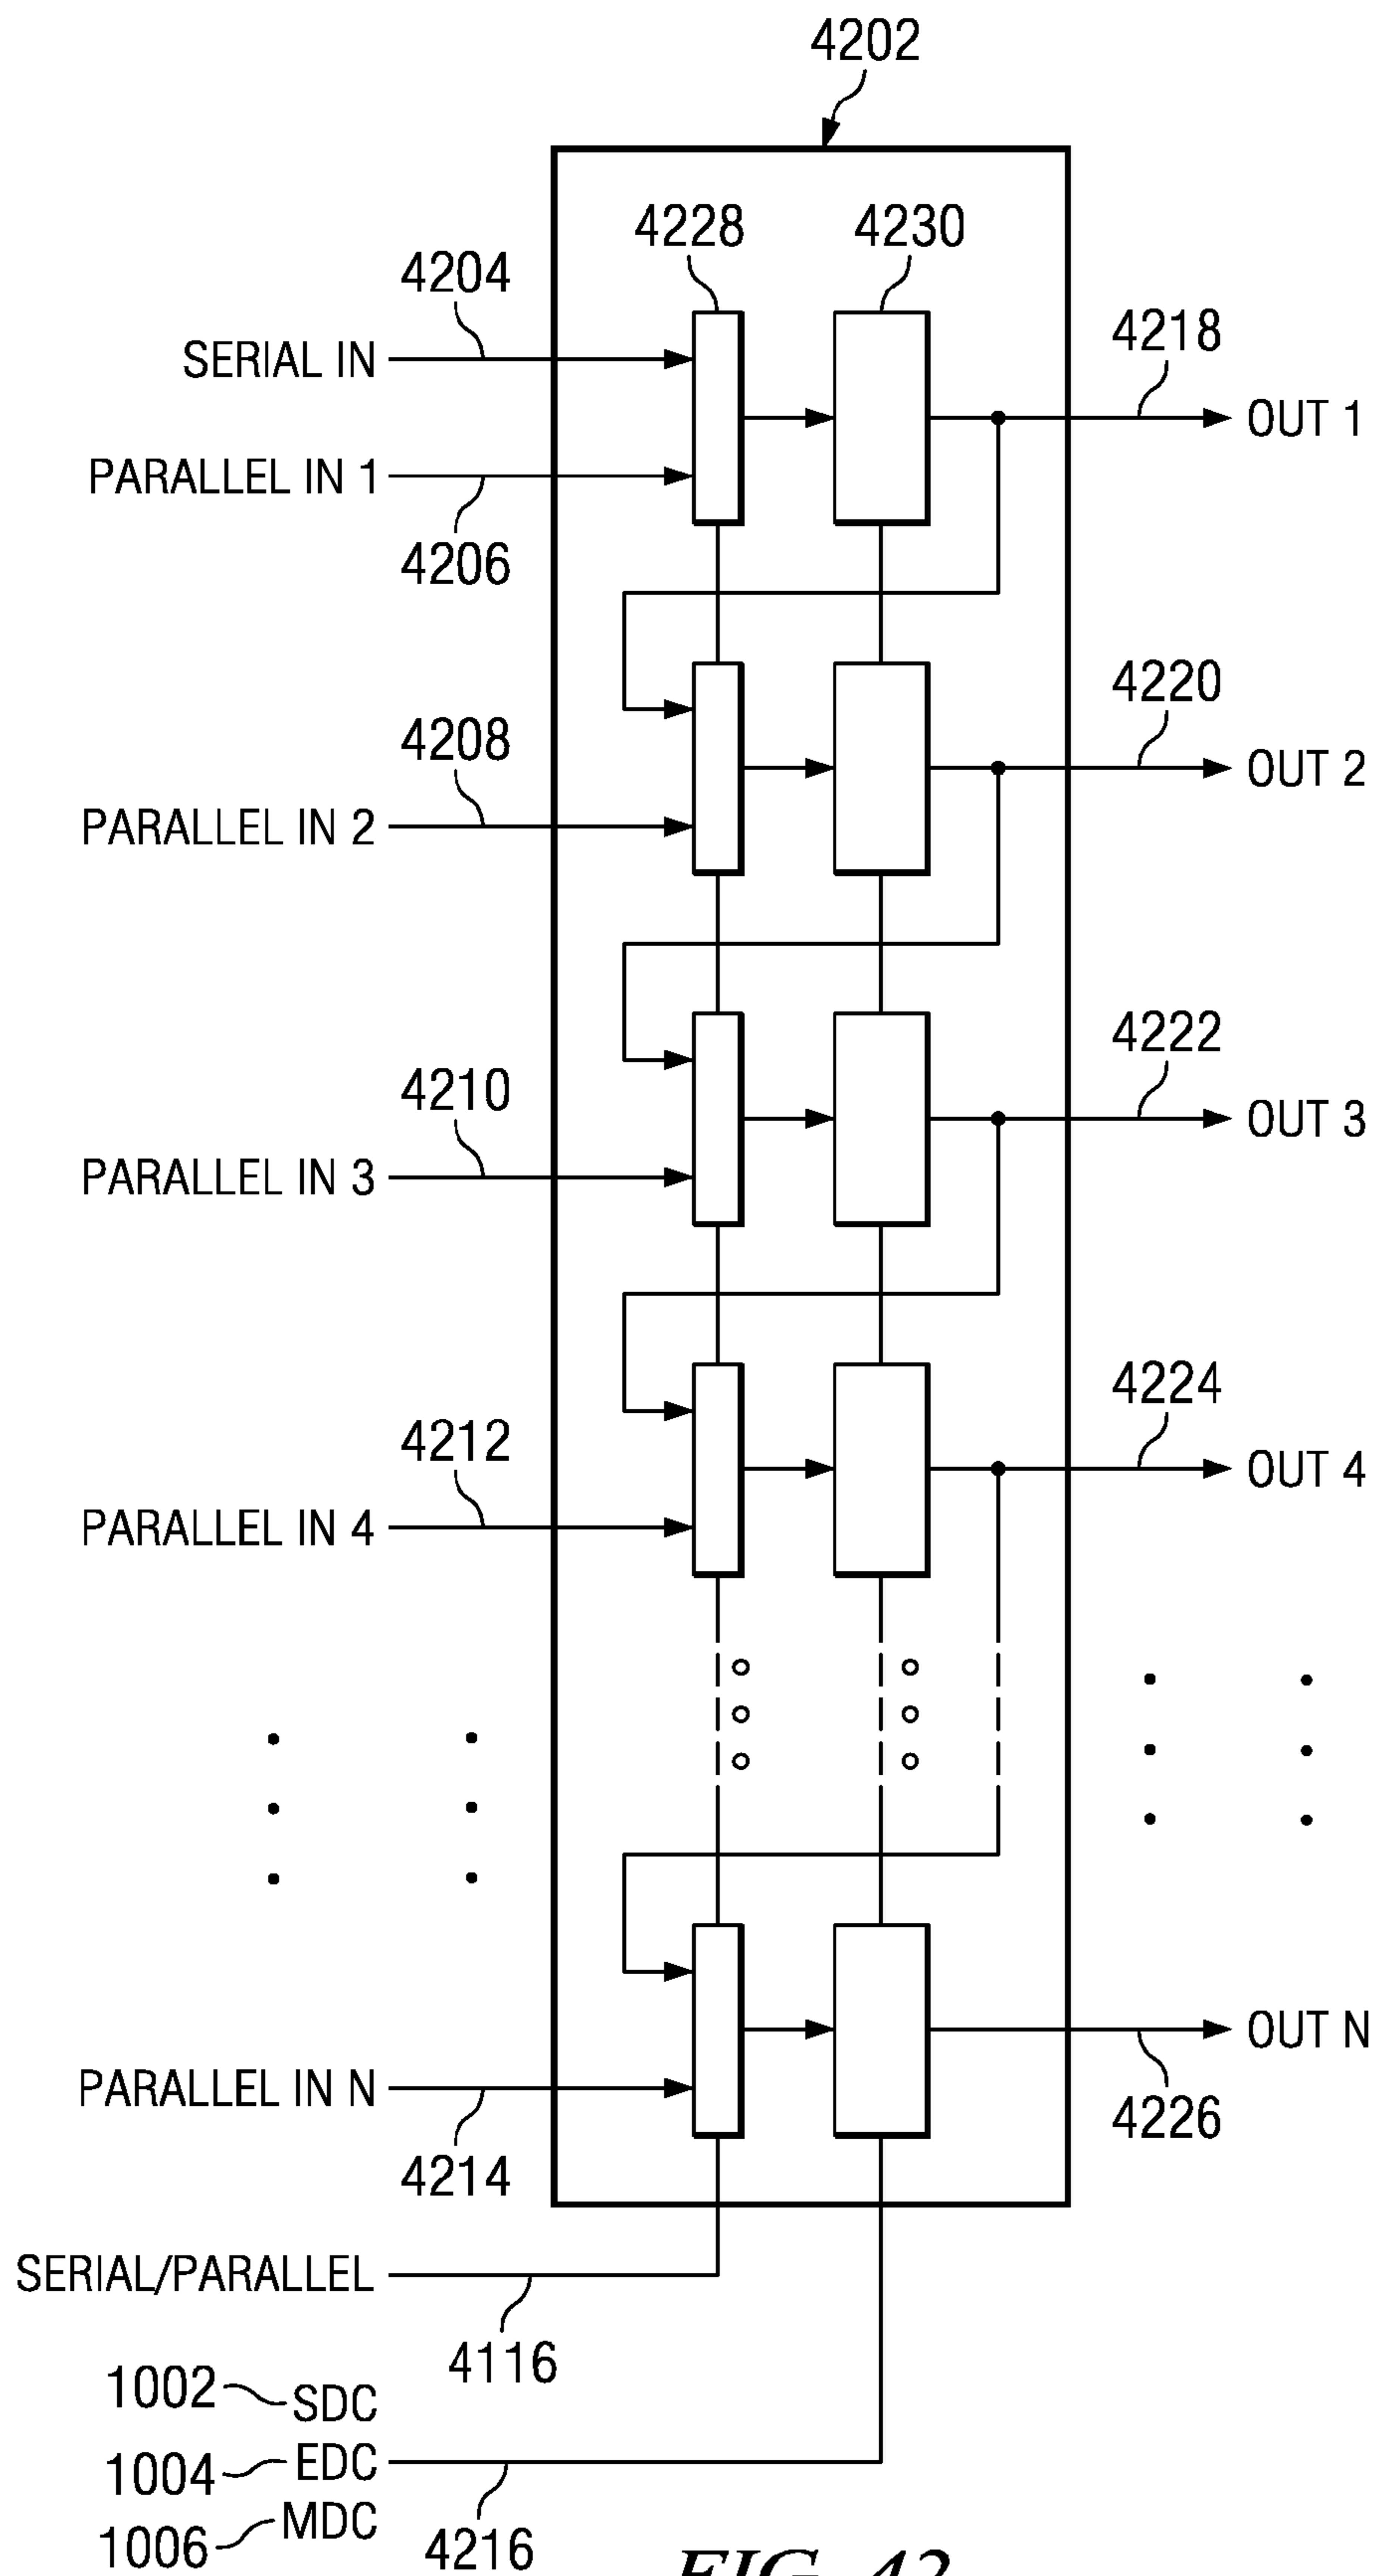 4202
4228 4230
4204
SERIAL IN
4218
OUT 1
PARALLEL IN 1
4206
4220
4208
OUT 2
PARALLEL IN 2
4222
4210
OUT 3
PARALLEL IN 3
4224
4212
OUT 4
PARALLEL IN 4
OUT N
PARALLEL IN N
4226
4214
SERIAL/PARALLEL
4116
1002 SDC
1004 EDC
1006 MDC
4216
FIG. 42